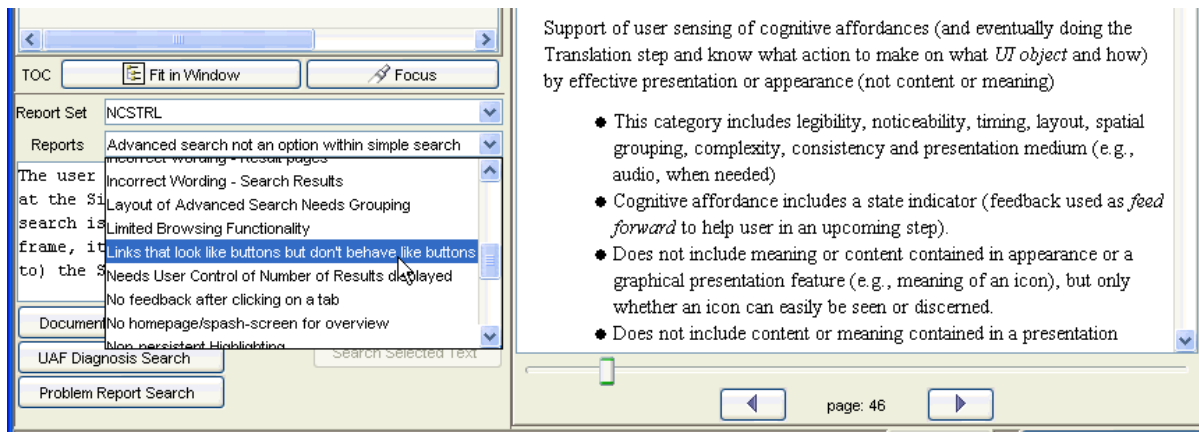 TOC
Fit in Window
Focus
Report Set
NCSTRL
Reports
Advanced search not an option within simple search
Incorrect Wording - Result pages
Incorrect Wording - Search Results
Layout of Advanced Search Needs Grouping
Limited Browsing Functionality
Links that look like buttons but don't behave like buttons
Needs User Control of Number of Results displayed
No feedback after clicking on a tab
No homepage/spash-screen for overview
Non persistent Highlighting
The user
at the Si
search is
frame, it
to) the S
Document
UAF Diagnosis Search
Search Selected Text
Problem Report Search
Support of user sensing of cognitive affordances (and eventually doing the
Translation step and know what action to make on what UI object and how)
by effective presentation or appearance (not content or meaning)
● This category includes legibility, noticeability, timing, layout, spatial
grouping, complexity, consistency and presentation medium (e.g.,
audio, when needed)
● Cognitive affordance includes a state indicator (feedback used as feed
forward to help user in an upcoming step).
● Does not include meaning or content contained in appearance or a
graphical presentation feature (e.g., meaning of an icon), but only
whether an icon can easily be seen or discerned.
● Does not include content or meaning contained in a presentation
page: 46